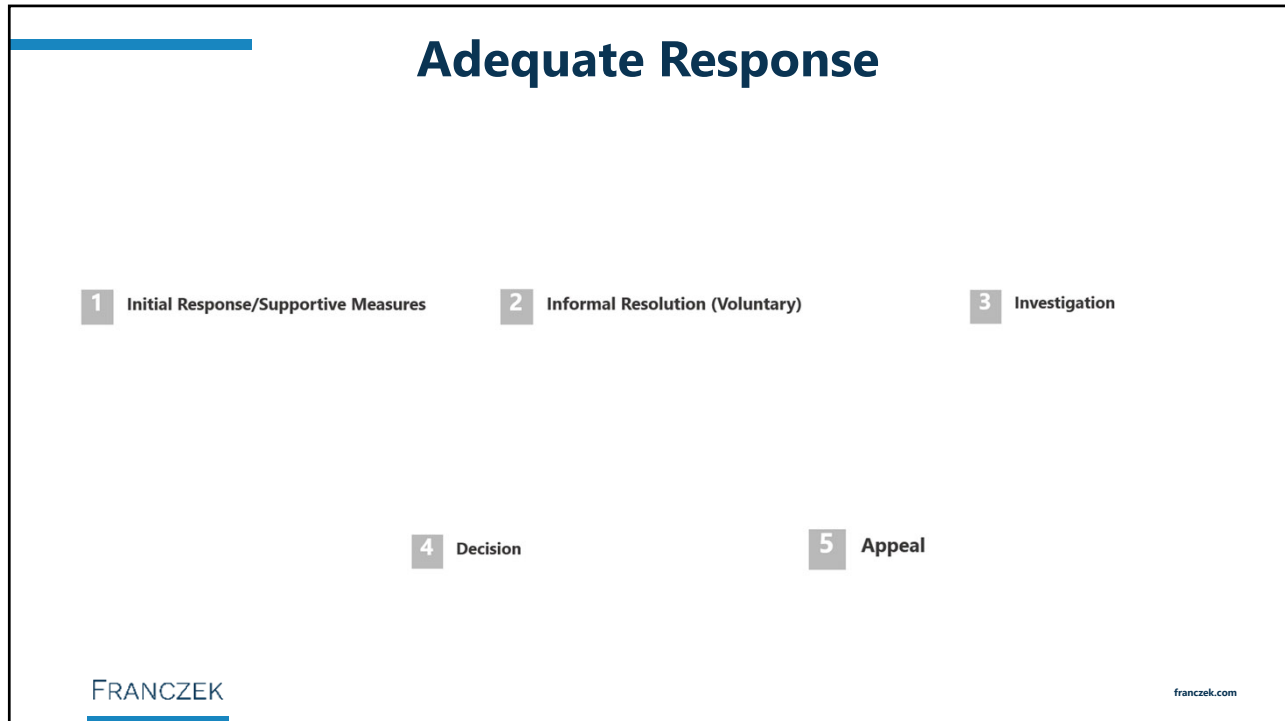 Adequate Response
1 Initial Response/Supportive Measures
2 Informal Resolution (Voluntary)
3 Investigation
4 Decision
5 Appeal
FRANCZEK
franczek.com